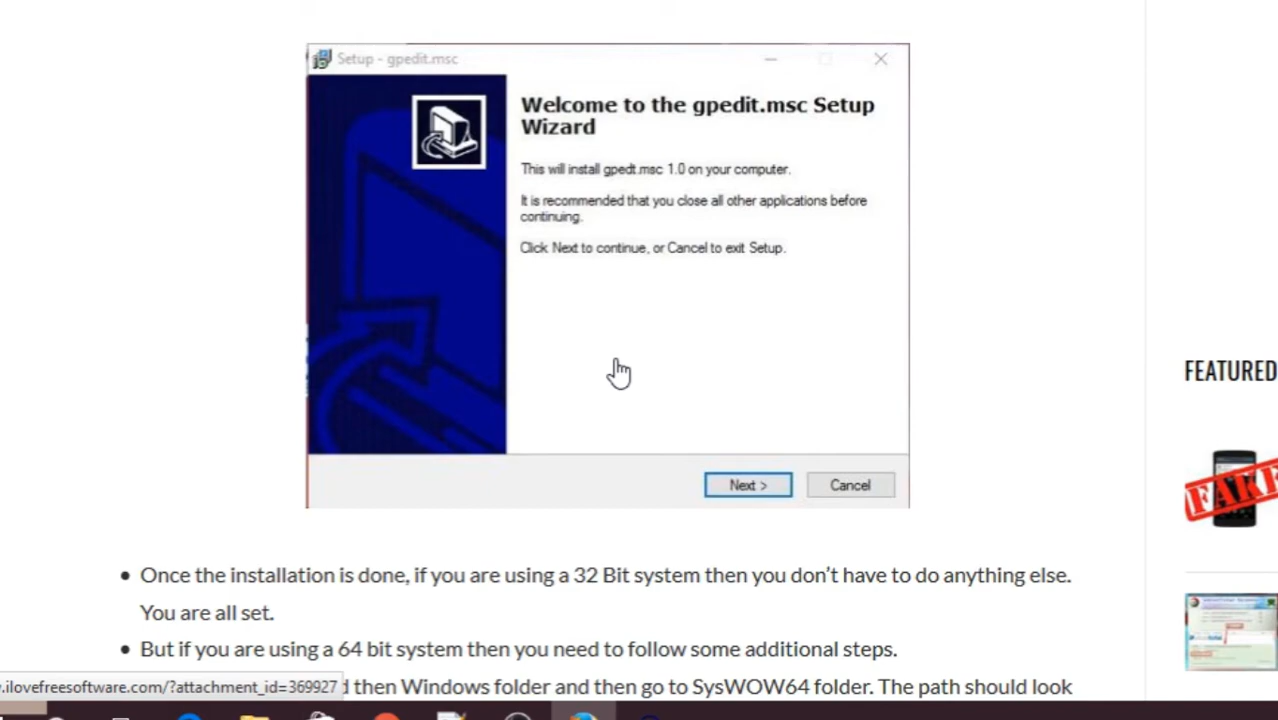 Setup - gpedit.msc
Welcome to the gpedit.msc Setup
Wizard
This will install gpedt.msc 1.0 on your computer.
It is recommended that you close all other applications before
continuing.
Click Next to continue, or Cancel to exit Setup.
Next >
Cancel
FEATURED
FAKE
Once the installation is done, if you are using a 32 Bit system then you don't have to do anything else.
You are all set.
But if you are using a 64 bit system then you need to follow some additional steps.
.ilovefreesoftware.com/?attachment_id=369927
then Windows folder and then go to SysWOW64 folder. The path should look